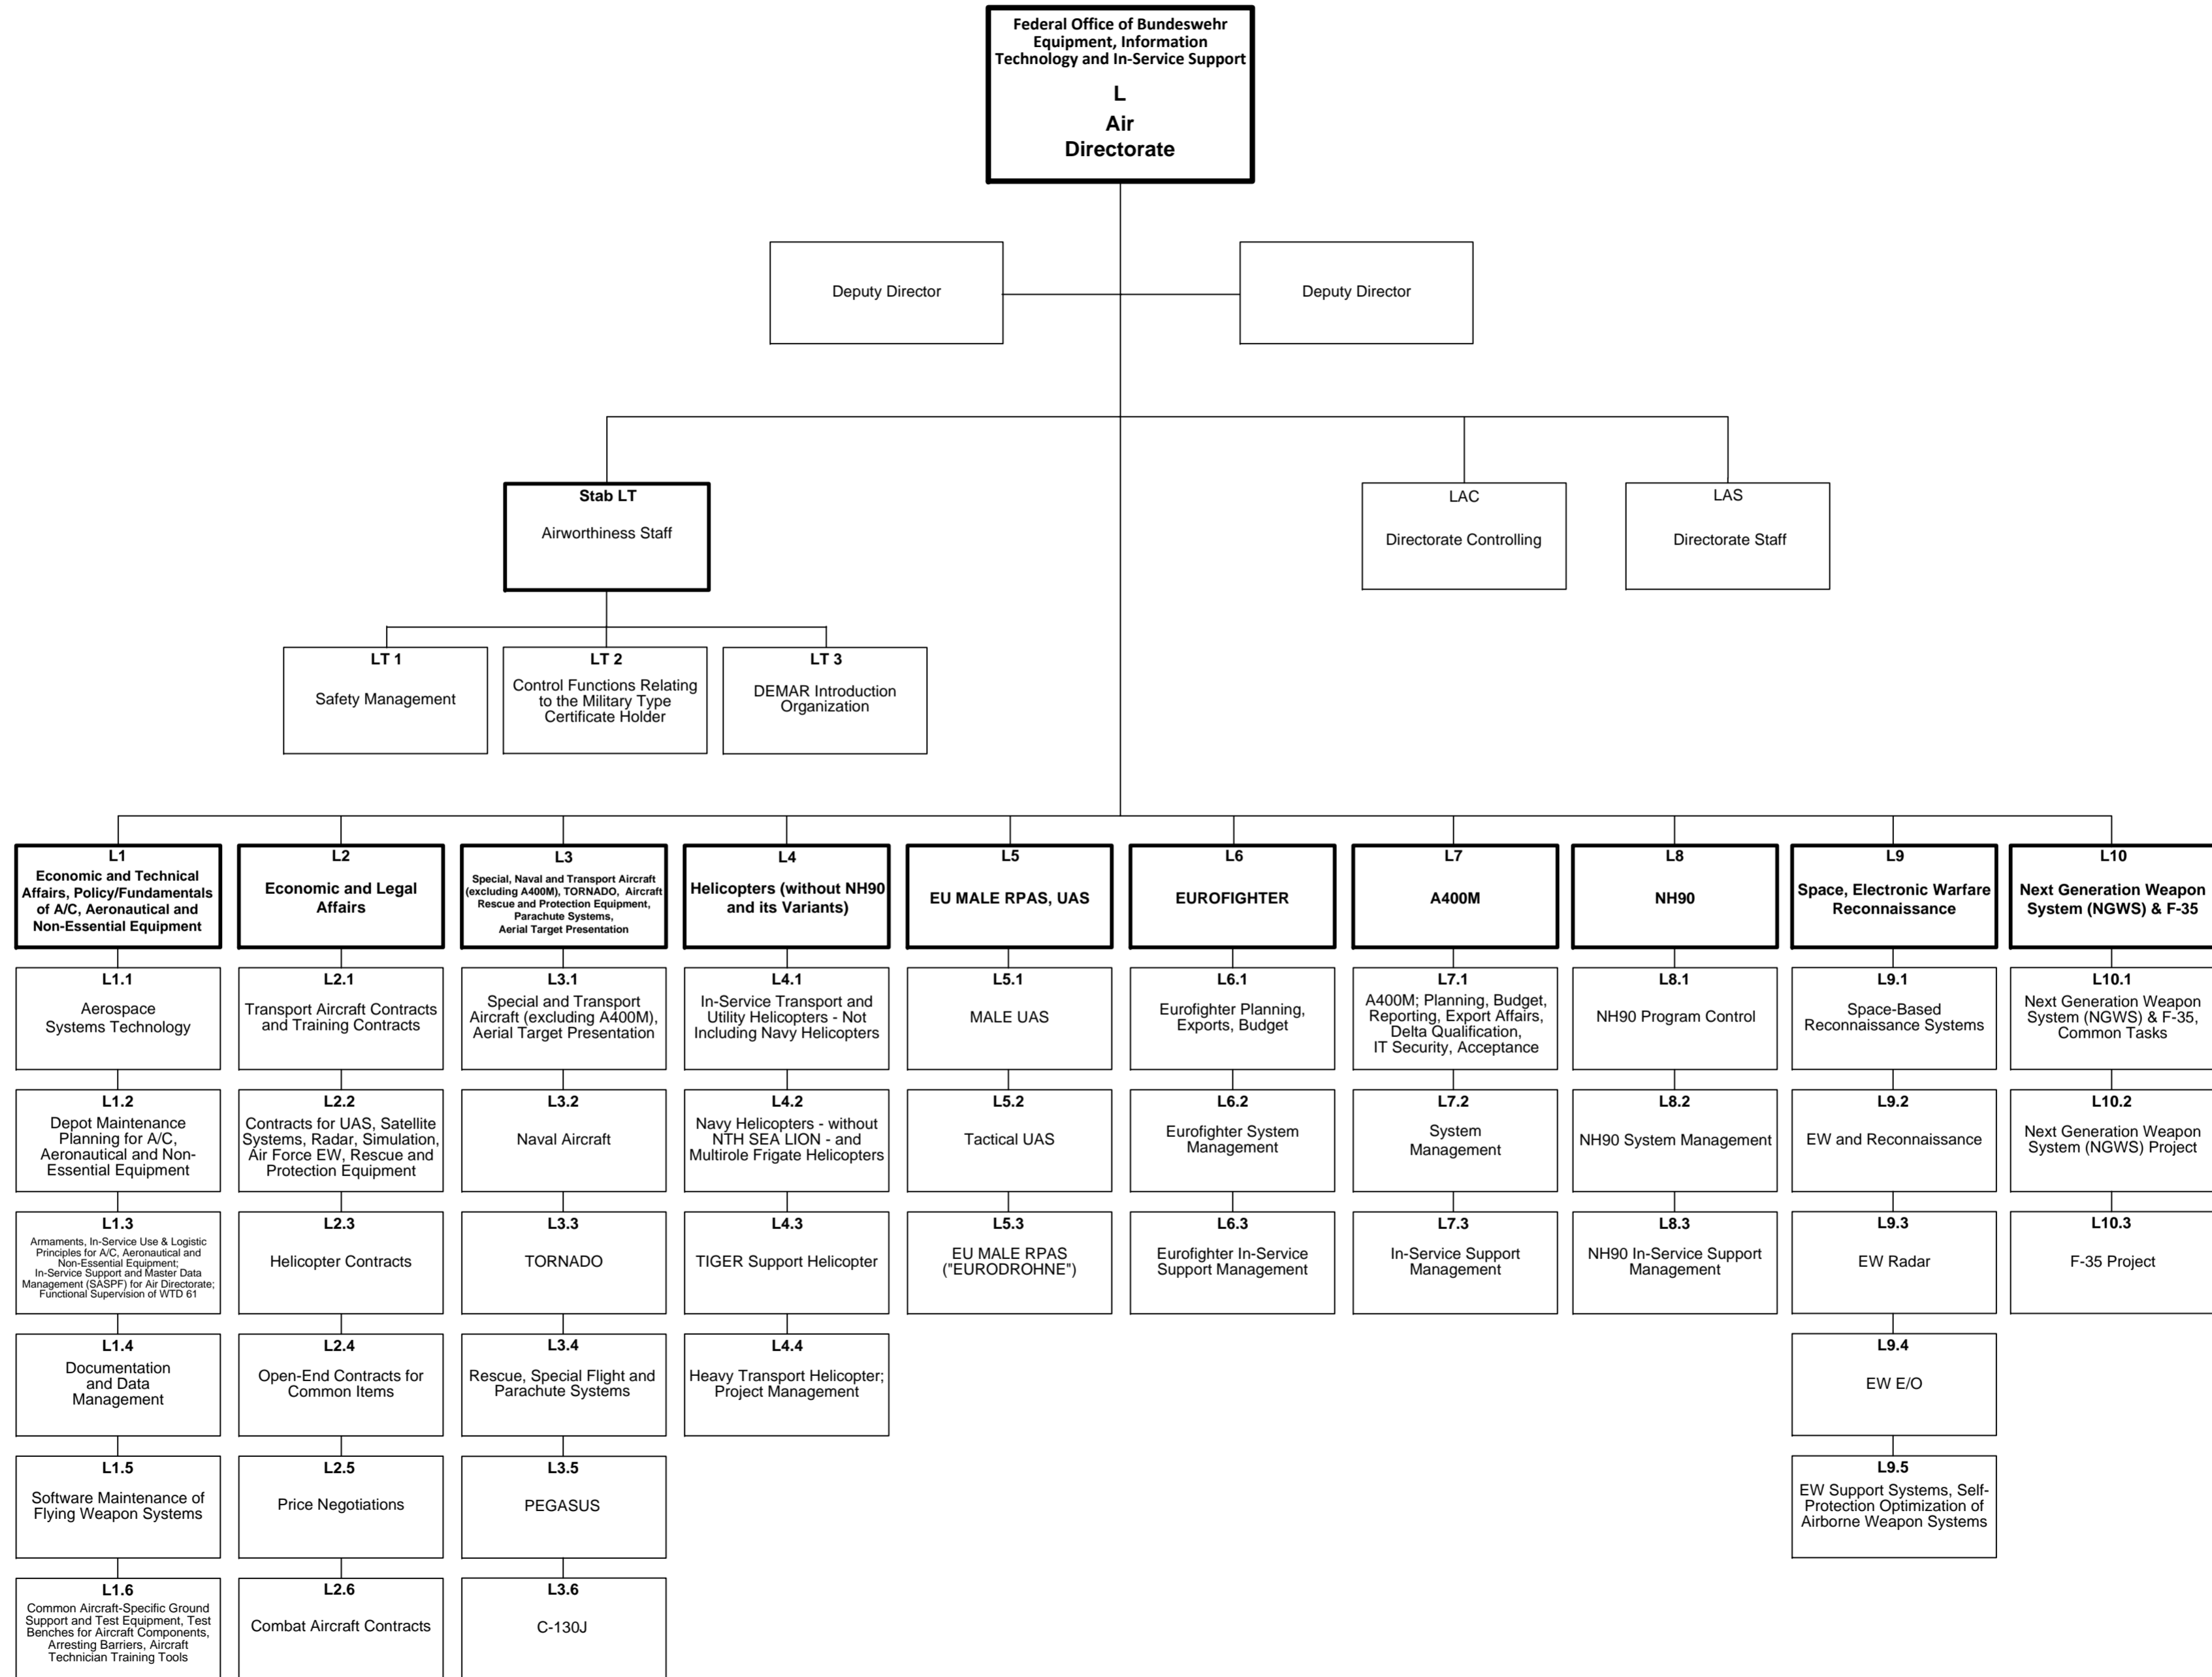 Federal Office of Bundeswehr
Equipment, Information
Technology and In-Service Support
L
Air
Directorate
Deputy Director
Deputy Director
Stab LT
Airworthiness Staff
LAC
Directorate Controlling
LAS
Directorate Staff
LT 1
Safety Management
LT 2
Control Functions Relating
to the Military Type
Certificate Holder
LT 3
DEMAR Introduction
Organization
L1
Economic and Technical
Affairs, Policy/Fundamentals
of A/C, Aeronautical and
Non-Essential Equipment
L2
Economic and Legal
Affairs
L3
Special, Naval and Transport Aircraft
(excluding A400M), TORNADO, Aircraft
Rescue and Protection Equipment,
Parachute Systems,
Aerial Target Presentation
L4
Helicopters (without NH90
and its Variants)
L5
EU MALE RPAS, UAS
L6
EUROFIGHTER
L7
A400M
L8
NH90
L9
Space, Electronic Warfare
Reconnaissance
L10
Next Generation Weapon
System (NGWS) & F-35
L1.1
Aerospace
Systems Technology
L2.1
Transport Aircraft Contracts
and Training Contracts
L3.1
Special and Transport
Aircraft (excluding A400M),
Aerial Target Presentation
L4.1
In-Service Transport and
Utility Helicopters - Not
Including Navy Helicopters
L5.1
MALE UAS
L6.1
Eurofighter Planning,
Exports, Budget
L7.1
A400M; Planning, Budget,
Reporting, Export Affairs,
Delta Qualification,
IT Security, Acceptance
L8.1
NH90 Program Control
L9.1
Space-Based
Reconnaissance Systems
L10.1
Next Generation Weapon
System (NGWS) & F-35,
Common Tasks
L1.2
Depot Maintenance
Planning for A/C,
Aeronautical and Non-
Essential Equipment
L2.2
Contracts for UAS, Satellite
Systems, Radar, Simulation,
Air Force EW, Rescue and
Protection Equipment
L3.2
Naval Aircraft
L4.2
Navy Helicopters - without
NTH SEA LION - and
Multirole Frigate Helicopters
L5.2
Tactical UAS
L6.2
Eurofighter System
Management
L7.2
System
Management
L8.2
NH90 System Management
L9.2
EW and Reconnaissance
L10.2
Next Generation Weapon
System (NGWS) Project
L1.3
Armaments, In-Service Use & Logistic
Principles for A/C, Aeronautical and
Non-Essential Equipment;
In-Service Support and Master Data
Management (SASPF) for Air Directorate;
Functional Supervision of WTD 61
L2.3
Helicopter Contracts
L3.3
TORNADO
L4.3
TIGER Support Helicopter
L5.3
EU MALE RPAS
("EURODROHNE")
L6.3
Eurofighter In-Service
Support Management
L7.3
In-Service Support
Management
L8.3
NH90 In-Service Support
Management
L9.3
EW Radar
L10.3
F-35 Project
L1.4
Documentation
and Data
Management
L2.4
Open-End Contracts for
Common Items
L3.4
Rescue, Special Flight and
Parachute Systems
L4.4
Heavy Transport Helicopter;
Project Management
L9.4
EW E/O
L1.5
Software Maintenance of
Flying Weapon Systems
L2.5
Price Negotiations
L3.5
PEGASUS
L9.5
EW Support Systems, Self-
Protection Optimization of
Airborne Weapon Systems
L1.6
Common Aircraft-Specific Ground
Support and Test Equipment, Test
Benches for Aircraft Components,
Arresting Barriers, Aircraft
Technician Training Tools
L2.6
Combat Aircraft Contracts
L3.6
C-130J